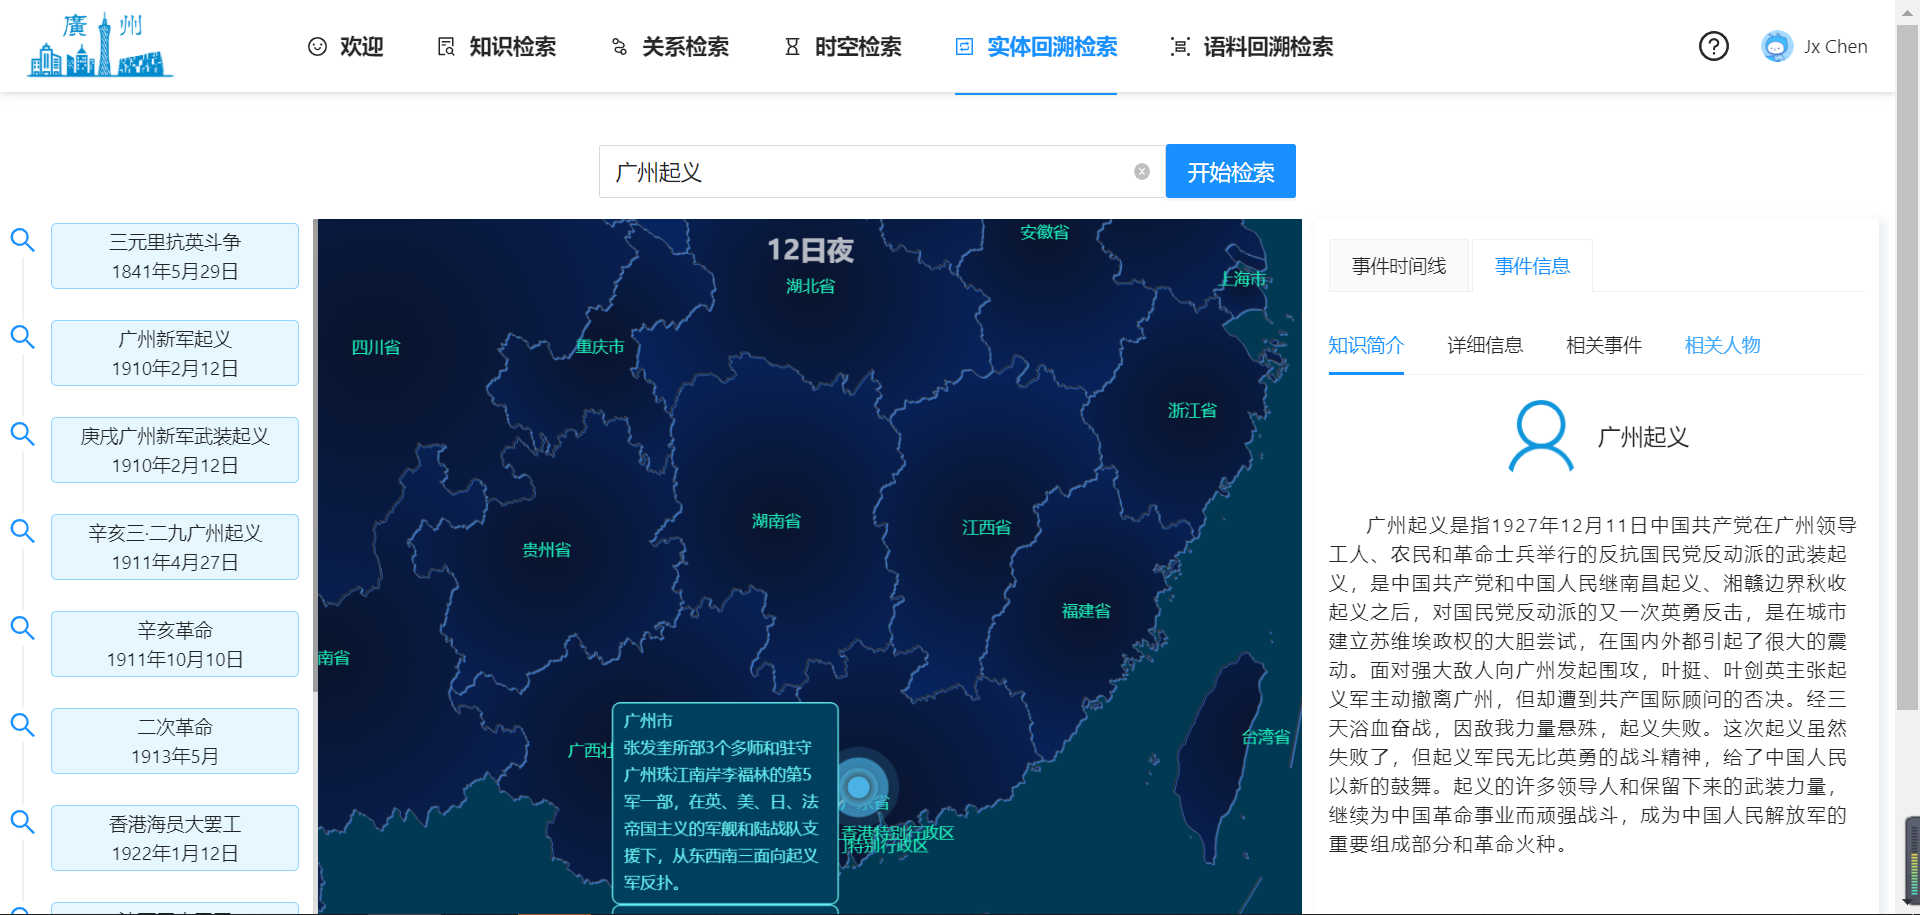 廣州
欢迎
知识检索
关系检索
时空检索
实体回溯检索
语料回溯检索
Jx Chen
广州起义
开始检索
三元里抗英斗争
1841年5月29日
广州新军起义
1910年2月12日
庚戌广州新军武装起义
1910年2月12日
辛亥三·二九广州起义
1911年4月27日
辛亥革命
1911年10月10日
二次革命
1913年5月
香港海员大罢工
1922年1月12日
12日夜
安徽省
湖北省
上海市
四川省
重庆市
浙江省
湖南省
江西省
贵州省
福建省
南省
台湾省
广西壮
广州市
张发奎所部3个多师和驻守
广州珠江南岸李福林的第5
军一部，在英、美、日、法
帝国主义的军舰和陆战队支
援下，从东西南三面向起义
军反扑。
东省
香港特别行政区
门特别行政区
事件时间线
事件信息
知识简介
详细信息
相关事件
相关人物
广州起义
广州起义是指1927年12月11日中国共产党在广州领导
工人、农民和革命士兵举行的反抗国民党反动派的武装起
义，是中国共产党和中国人民继南昌起义、湘赣边界秋收
起义之后，对国民党反动派的又一次英勇反击，是在城市
建立苏维埃政权的大胆尝试，在国内外都引起了很大的震
动。面对强大敌人向广州发起围攻，叶挺、叶剑英主张起
义军主动撤离广州，但却遭到共产国际顾问的否决。经三
天浴血奋战，因敌我力量悬殊，起义失败。这次起义虽然
失败了，但起义军民无比英勇的战斗精神，给了中国人民
以新的鼓舞。起义的许多领导人和保留下来的武装力量，
继续为中国革命事业而顽强战斗，成为中国人民解放军的
重要组成部分和革命火种。